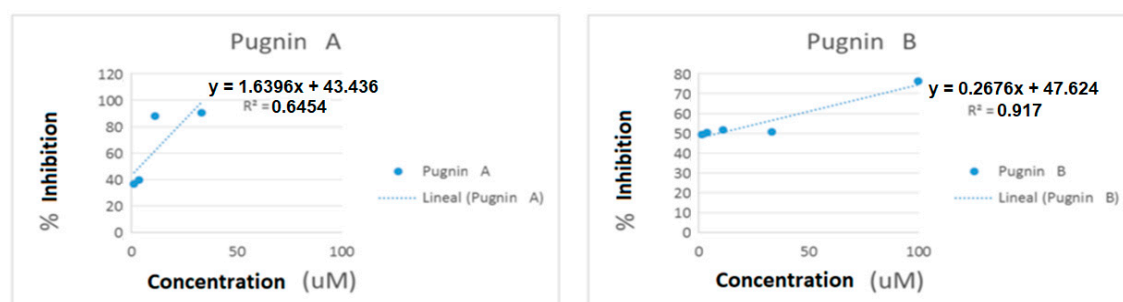 Pugnin A
120
100
80
60
40
20
0
0 50 100
% Inhibition
Concentration (uM)
y = 1.6396x + 43.436
R² = 0.6454
Pugnin A
Lineal (Pugnin A)
Pugnin B
80
70
60
50
40
30
20
10
0
0 50 100
% Inhibition
Concentration (uM)
y = 0.2676x + 47.624
R² = 0.917
Pugnin B
Lineal (Pugnin B)